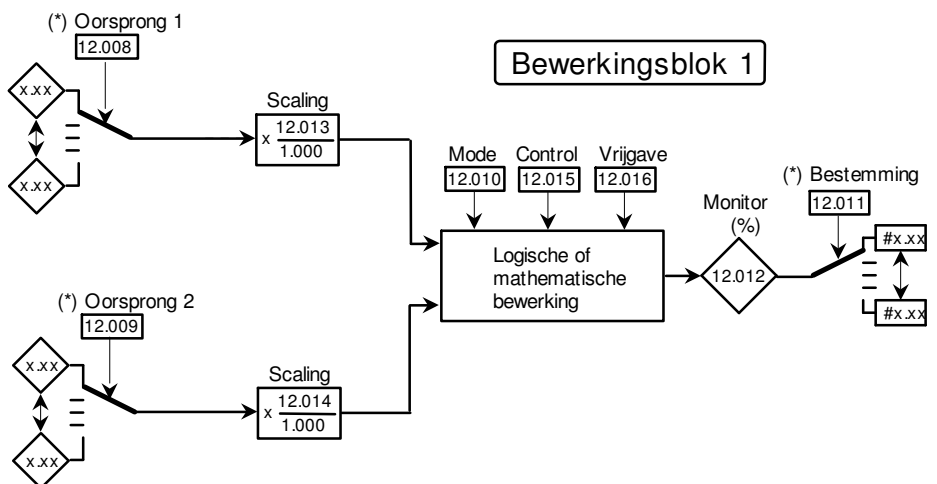 (*) Oorsprong 1
12.008
Bewerkingsblok 1
x.xx
x.xx
Scaling
x 12.013
1.000
Mode
12.010
Control
12.015
Vrijgave
12.016
(*) Bestemming
12.011
Monitor
(%)
12.012
#x.xx
#x.xx
Logische of
mathematische
bewerking
(*) Oorsprong 2
12.009
x.xx
x.xx
Scaling
x 12.014
1.000